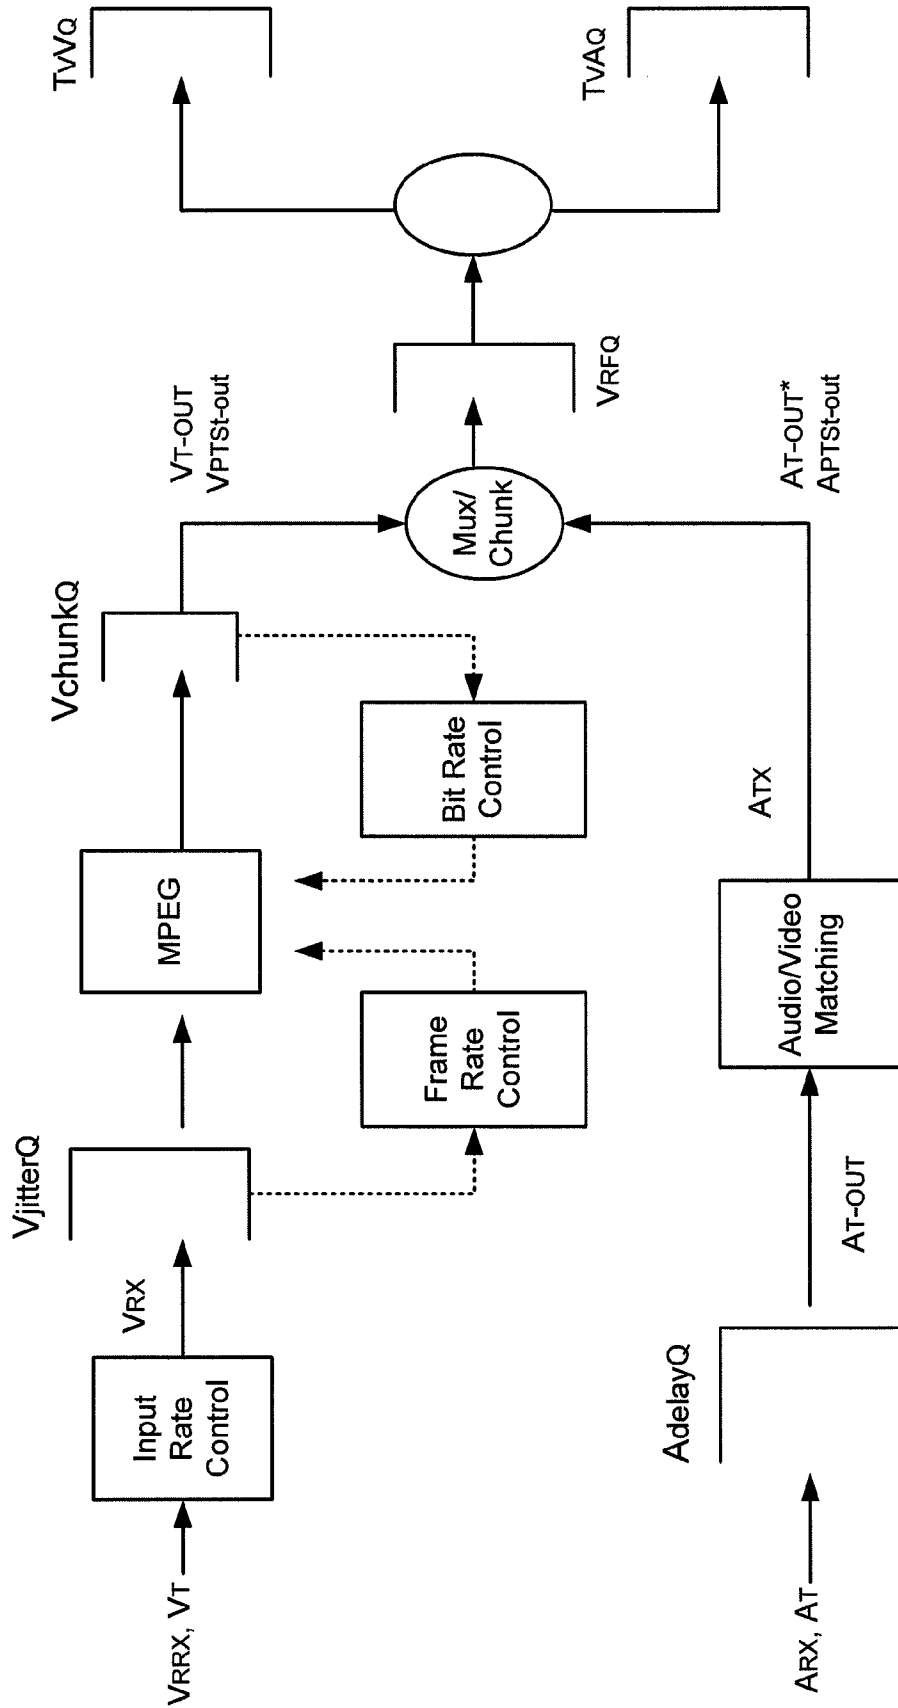 VRRX, VT
Input
Rate
Control
VRX
VjitterQ
Frame
Rate
Control
MPEG
Bit Rate
Control
VchunkQ
VT-OUT
VPTSt-out
Mux/
Chunk
VRFQ
TVVQ
TVAQ
ARX, AT
AdelayQ
AT-OUT
Audio/Video
Matching
ATX
AT-OUT*
APTSt-out